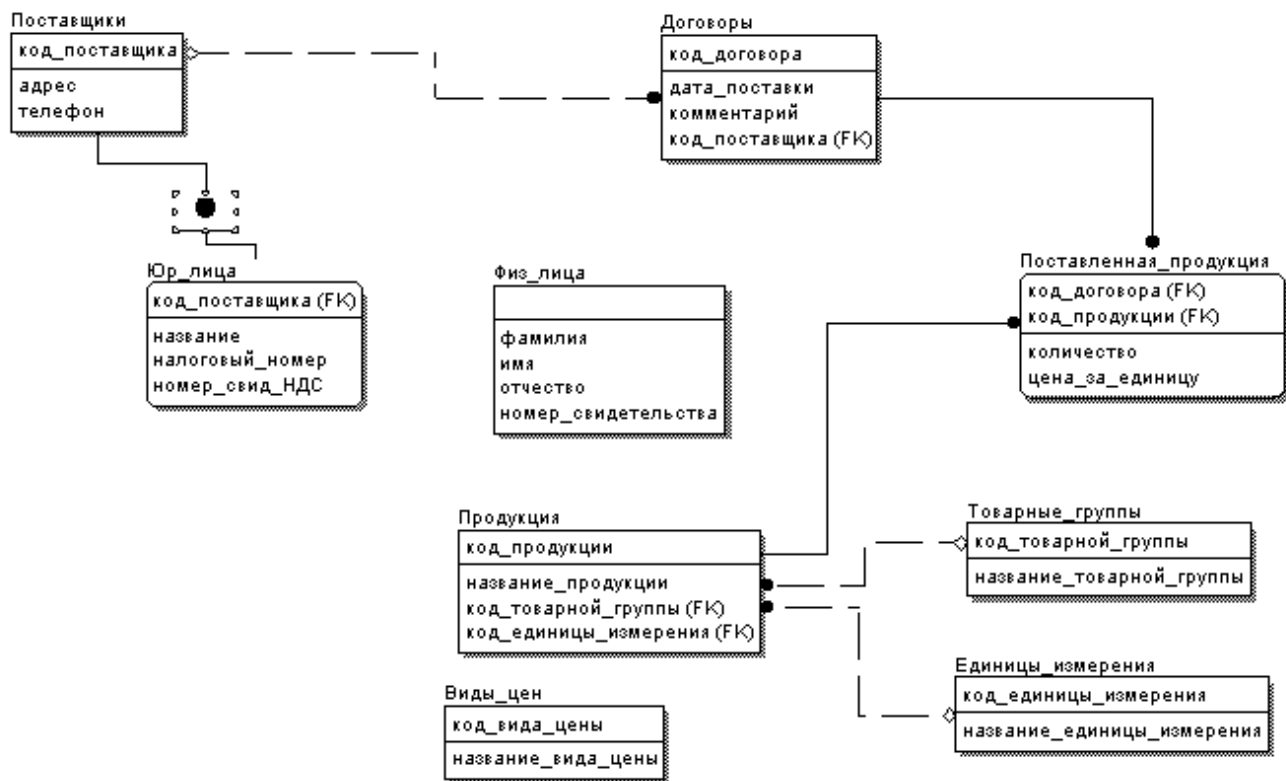 Поставщики
код_поставщика
адрес
телефон
Договоры
код_договора
дата_поставки
комментарий
код_поставщика (FK)
Юр_лица
код_поставщика (FK)
название
налоговый_номер
номер_свид_НДС
Физ_лица
фамилия
имя
отчество
номер_свидетельства
Поставленная_продукция
код_договора (FK)
код_продукции (FK)
количество
цена_за_единицу
Продукция
код_продукции
название_продукции
код_товарной_группы (FK)
код_единицы_измерения (FK)
Товарные_группы
код_товарной_группы
название_товарной_группы
Виды_цен
код_вида_цены
название_вида_цены
Единицы_измерения
код_единицы_измерения
название_единицы_измерения